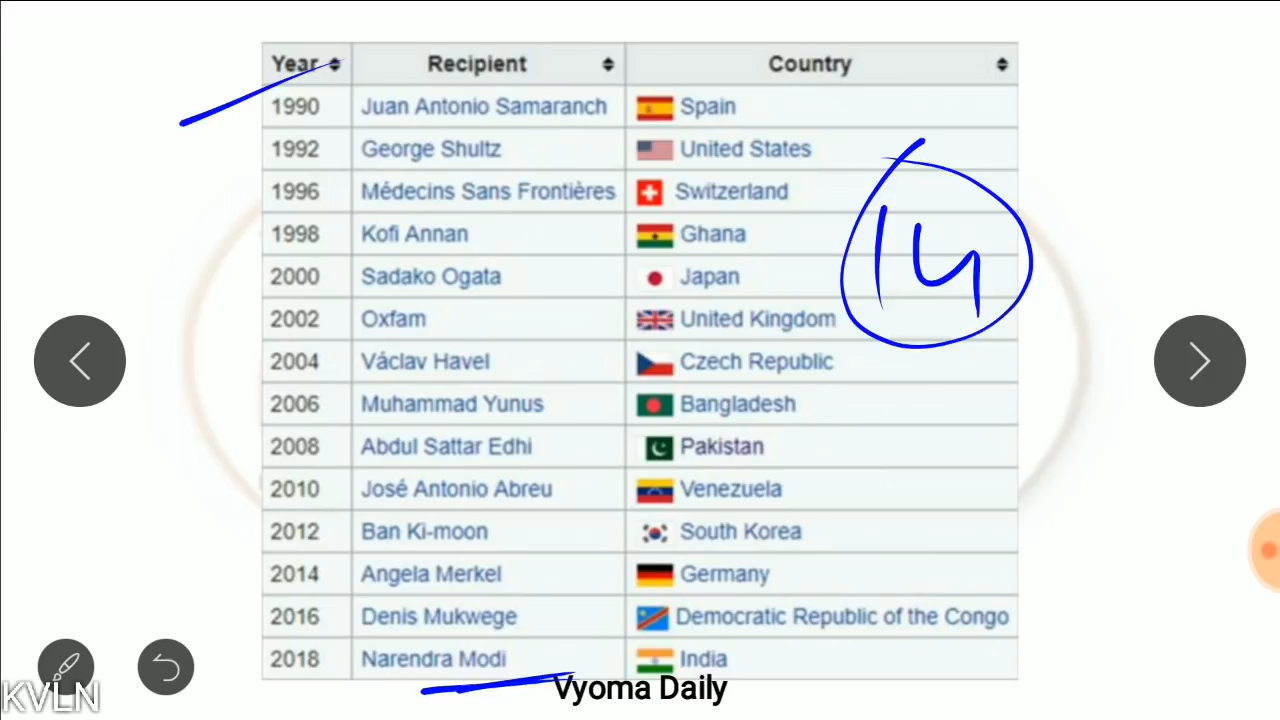 Year Recipient Country
1990 Juan Antonio Samaranch Spain
1992 George Shultz United States
1996 Médecins Sans Frontières Switzerland
1998 Kofi Annan Ghana
2000 Sadako Ogata Japan
2002 Oxfam United Kingdom
2004 Václav Havel Czech Republic
2006 Muhammad Yunus Bangladesh
2008 Abdul Sattar Edhi Pakistan
2010 José Antonio Abreu Venezuela
2012 Ban Ki-moon South Korea
2014 Angela Merkel Germany
2016 Denis Mukwege Democratic Republic of the Congo
2018 Narendra Modi India
14
Vyoma Daily
KVLN